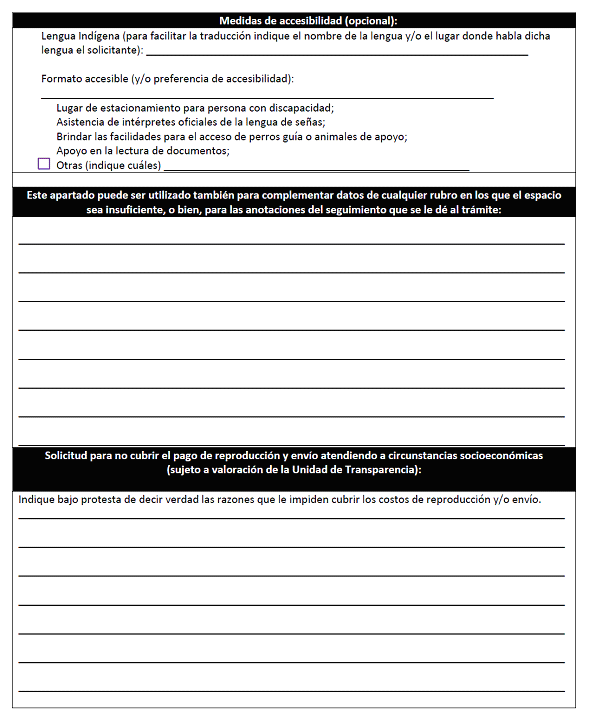 Medidas de accesibilidad (opcional):
Lengua Indígena (para facilitar la traducción indique el nombre de la lengua y/o el lugar donde habla dicha
lengua el solicitante):
Formato accesible (y/o preferencia de accesibilidad):
Lugar de estacionamiento para persona con discapacidad;
Asistencia de intérpretes oficiales de la lengua de señas;
Brindar las facilidades para el acceso de perros guía o animales de apoyo;
Apoyo en la lectura de documentos;
Otras (indique cuáles)
Este apartado puede ser utilizado también para complementar datos de cualquier rubro en los que el espacio
sea insuficiente, o bien, para las anotaciones del seguimiento que se le dé al trámite:
Solicitud para no cubrir el pago de reproducción y envío atendiendo a circunstancias socioeconómicas
(sujeto a valoración de la Unidad de Transparencia):
Indique bajo protesta de decir verdad las razones que le impiden cubrir los costos de reproducción y/o envío.